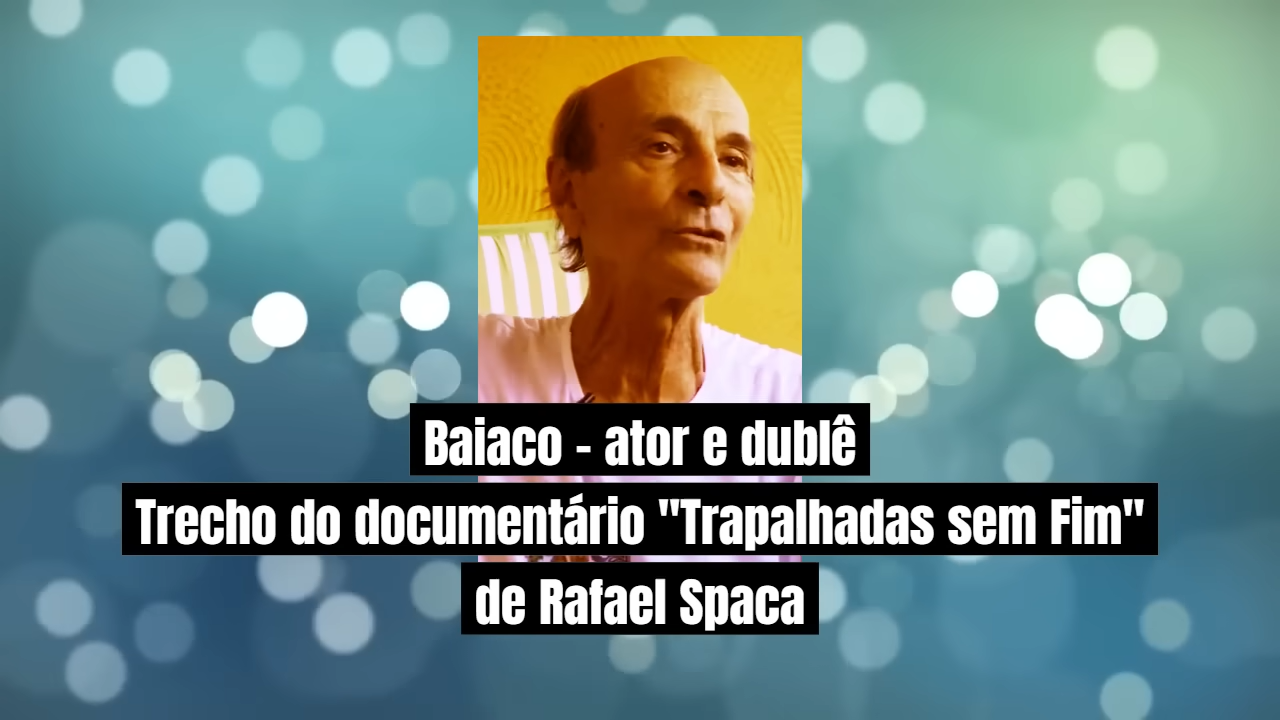 Baiaco - ator e dublê
Trecho do documentário "Trapalhadas sem Fim"
de Rafael Spaca